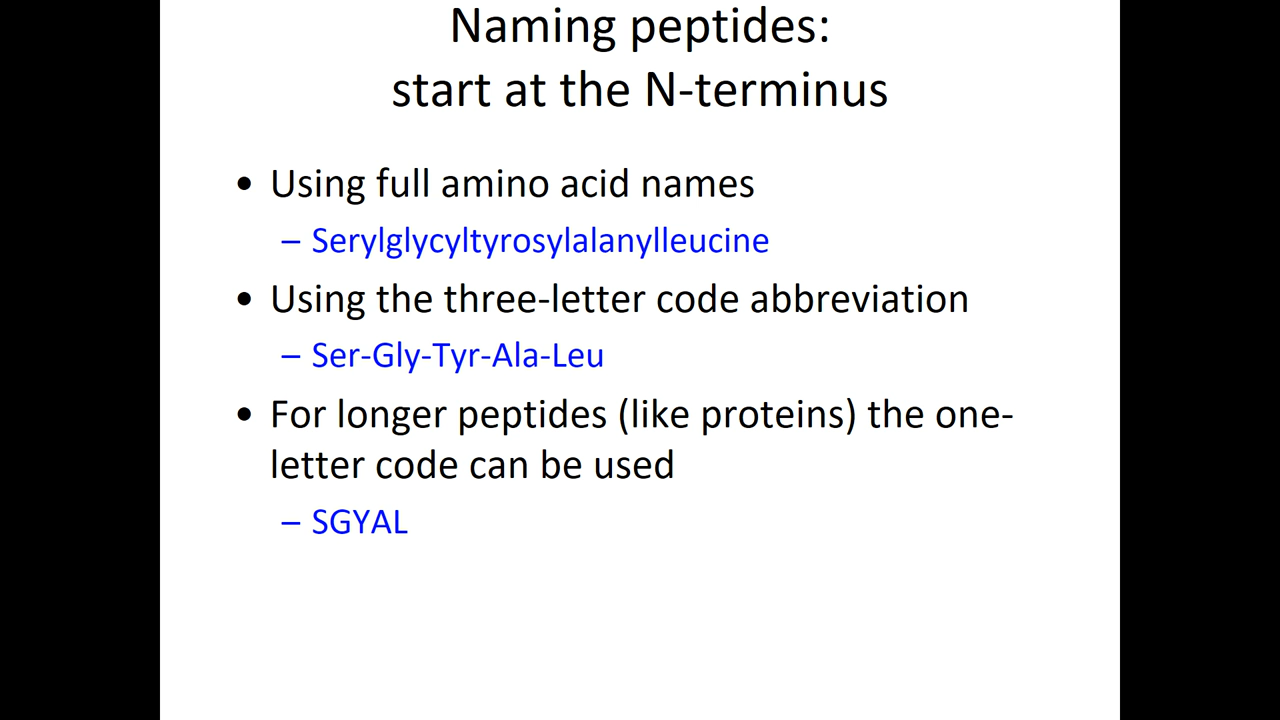 Naming peptides:
start at the N-terminus
• Using full amino acid names
– Serylglycyltyrosylalanylleucine
• Using the three-letter code abbreviation
– Ser-Gly-Tyr-Ala-Leu
• For longer peptides (like proteins) the one-
letter code can be used
– SGYAL